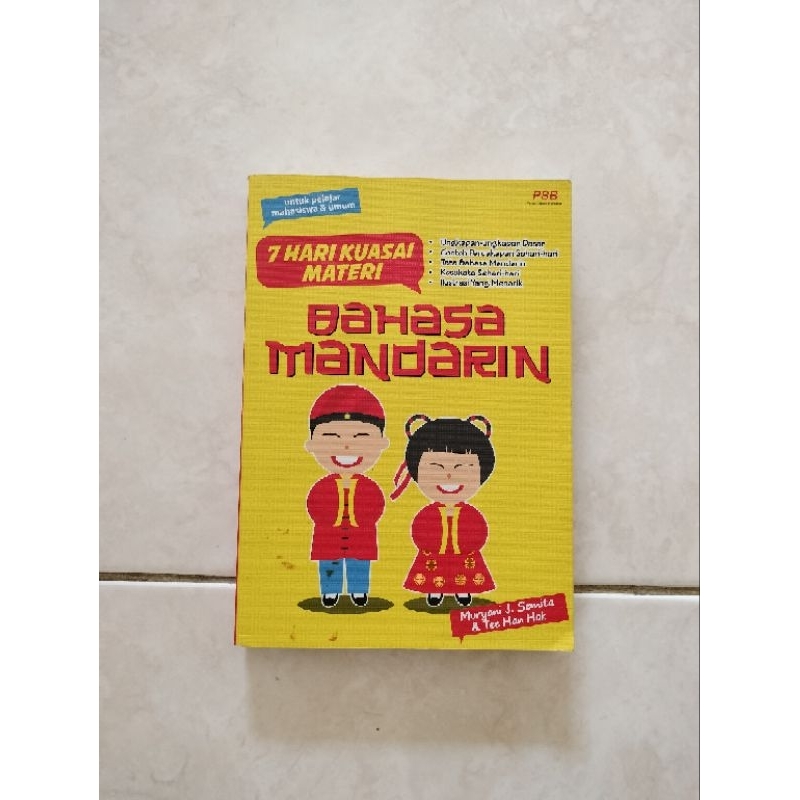 untuk pelajar
mahasiswa & umum
PBB
7 HARI KUASAI
MATERI
• Ungkapan-ungkapan Dasar
• Contoh Percakapan Sehari-hari
• Tata Bahasa Mandarin
• Kosakata Sehari-hari
• Ilustrasi Yang Menarik
BAHASA
MANDARIN
Muryani J. Semita
& Tee Han Hok